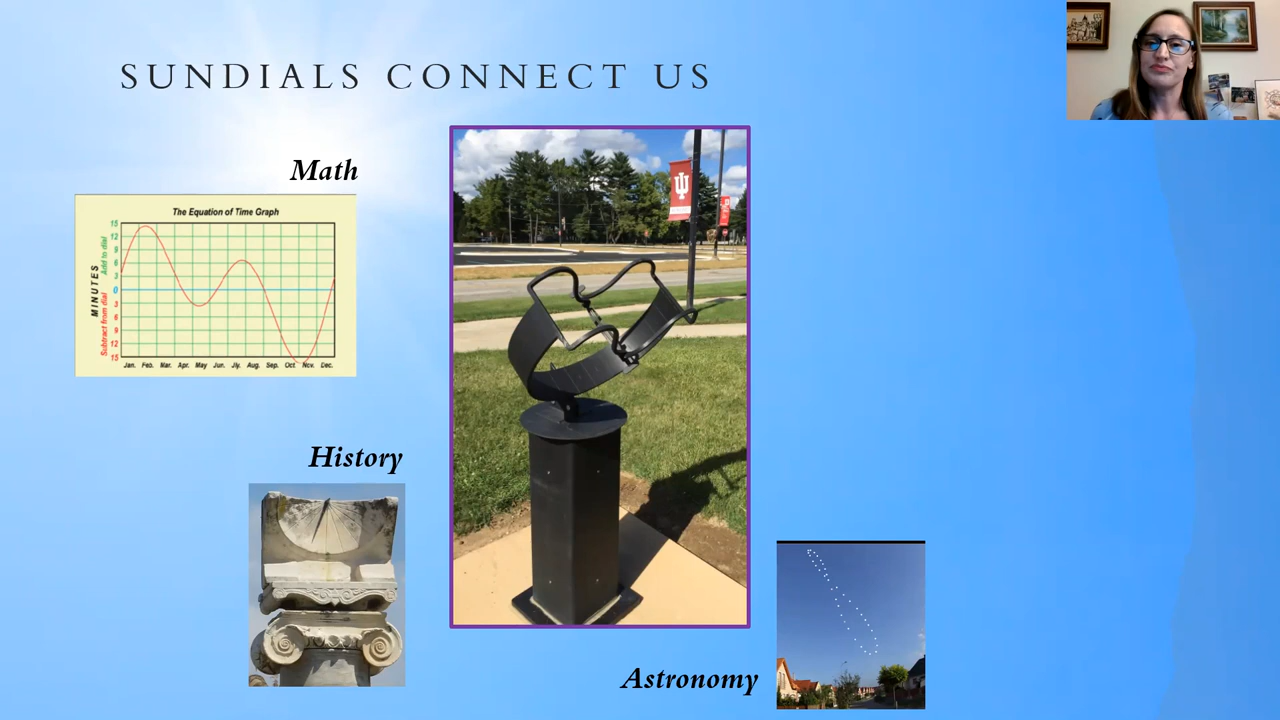 SUNDIALS CONNECT US
Math
The Equation of Time Graph
MINUTES
Add to dial
Subtract from dial
15
12
9
6
3
0
3
6
9
12
15
Jan. Feb. Mar. Apr. May Jun. Jly. Aug. Sep. Oct. Nov. Dec.
History
Astronomy